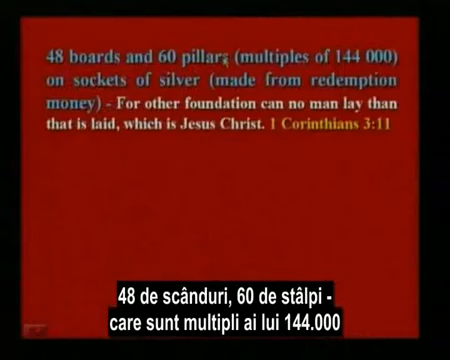 48 boards and 60 pillars (multiples of 144 000)
on sockets of silver (made from redemption
money) - For other foundation can no man lay than
that is laid, which is Jesus Christ. 1 Corinthians 3:11
48 de scânduri, 60 de stâlpi -
care sunt multipli ai lui 144.000